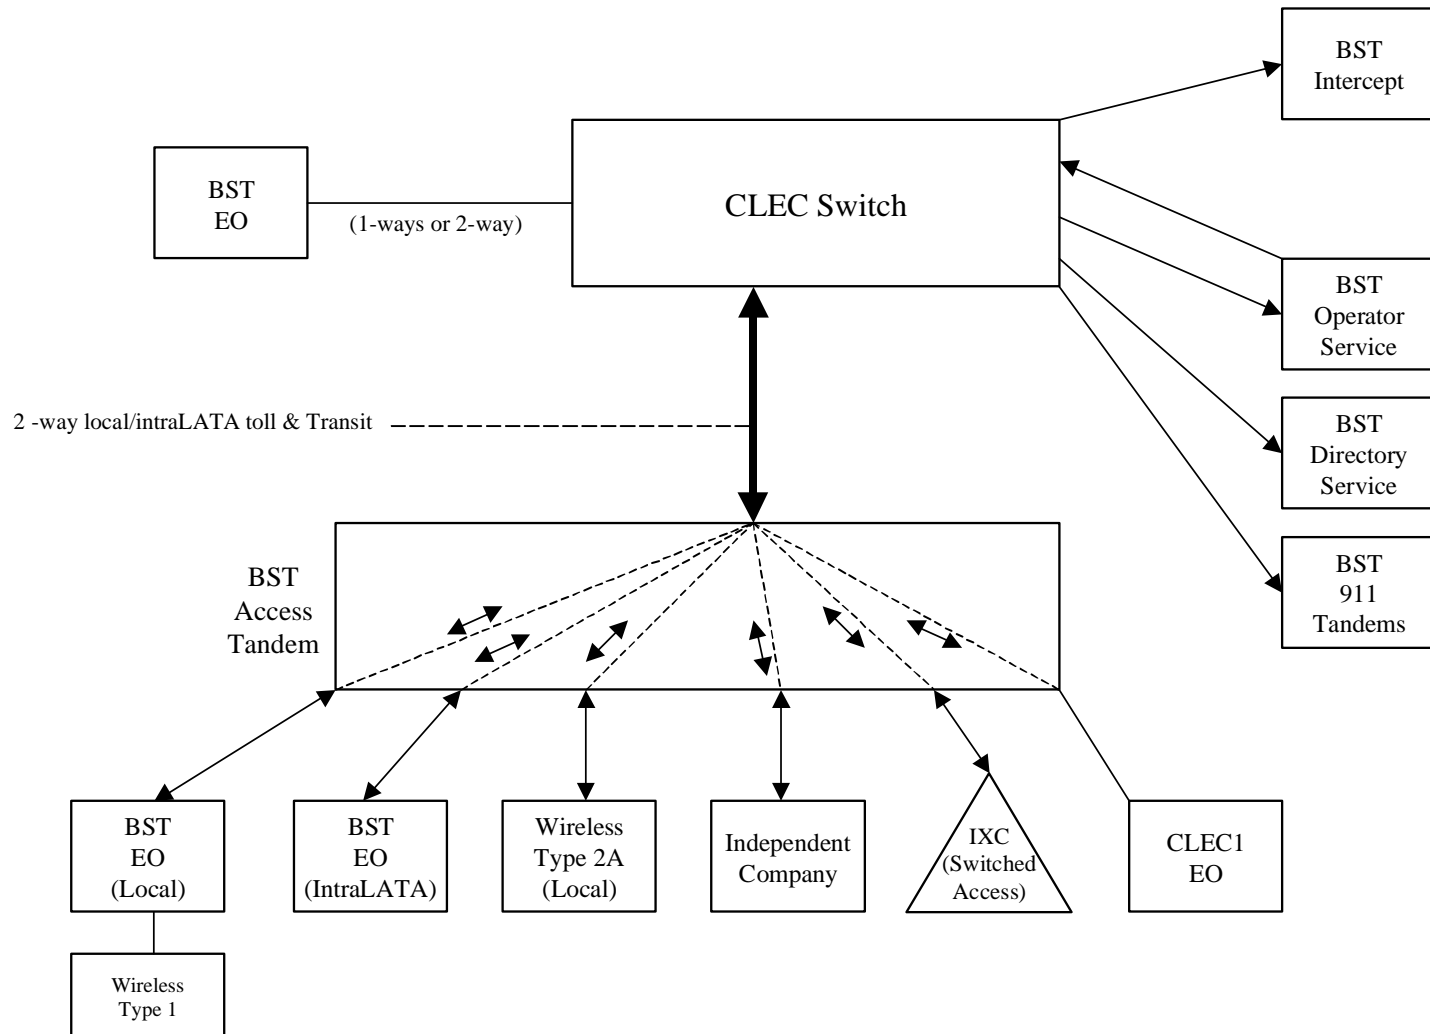 BST
Intercept
BST
EO
(1-ways or 2-way)
CLEC Switch
BST
Operator
Service
2 -way local/intraLATA toll & Transit
BST
Directory
Service
BST
911
Tandems
BST
Access
Tandem
BST
EO
(Local)
BST
EO
(IntraLATA)
Wireless
Type 2A
(Local)
Independent
Company
IXC
(Switched
Access)
CLEC1
EO
Wireless
Type 1